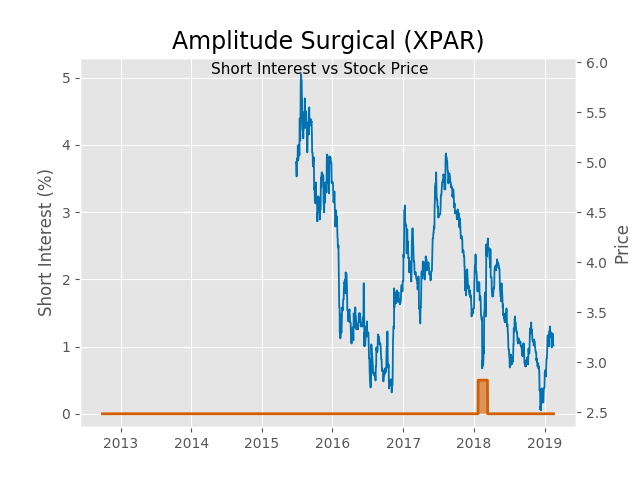 Amplitude Surgical (XPAR)
Short Interest vs Stock Price
Short Interest (%)
5
4
3
2
1
0
6.0
5.5
5.0
4.5
4.0
3.5
3.0
2.5
Price
2013 2014 2015 2016 2017 2018 2019